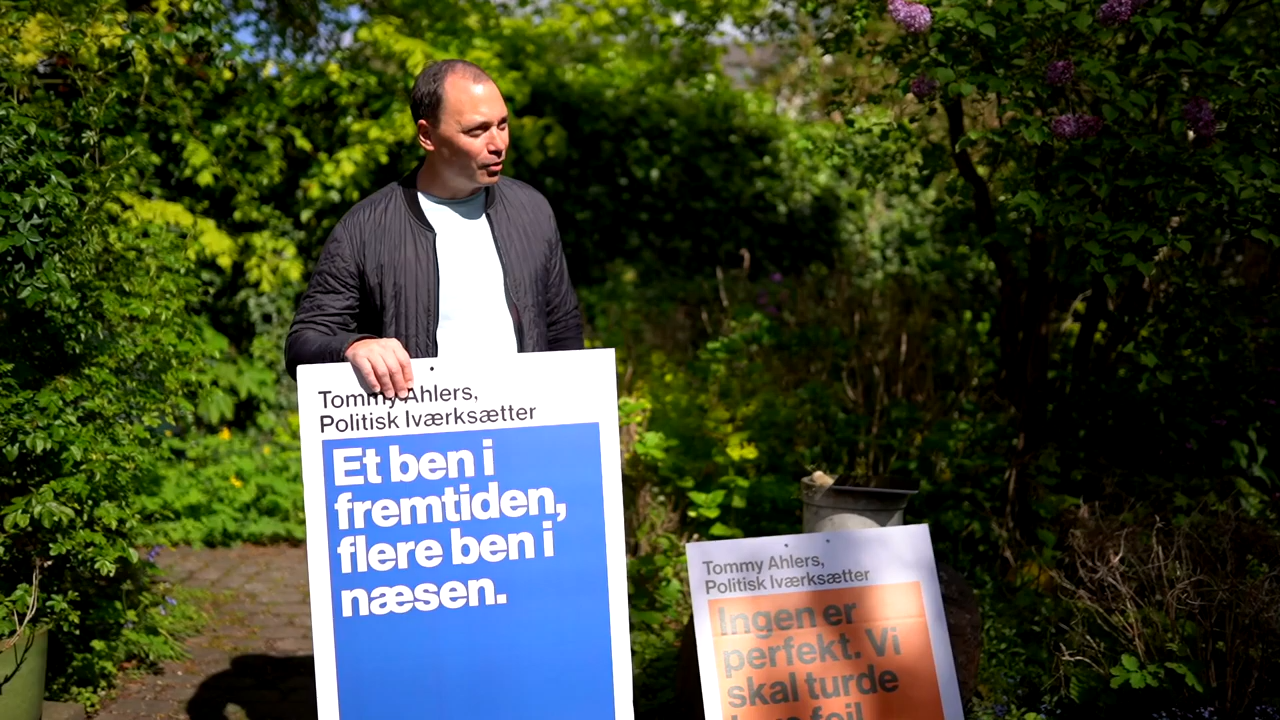 Tommy Ahlers,
Politisk Iværksætter
Et ben i
fremtiden,
flere ben i
næsen.
Tommy Ahlers,
Politisk Iværksætter
Ingen er
perfekt. Vi
skal turde